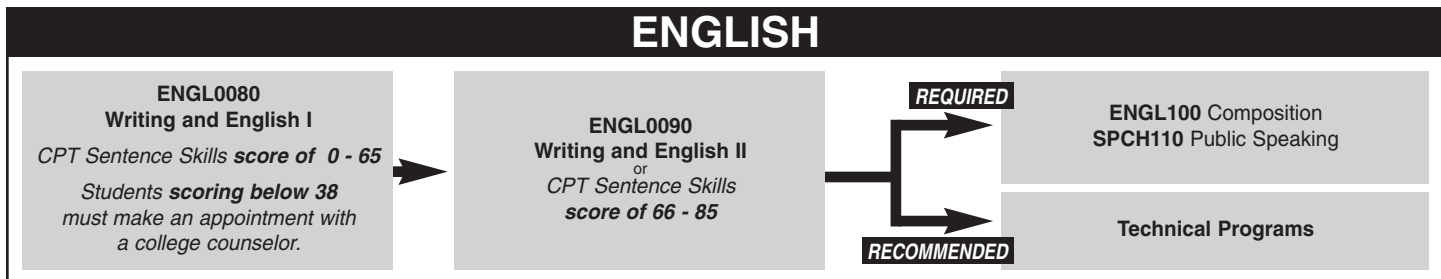 ENGLISH
ENGL0080
Writing and English I
CPT Sentence Skills score of 0 - 65
Students scoring below 38
must make an appointment with
a college counselor.
ENGL0090
Writing and English II
or
CPT Sentence Skills
score of 66 - 85
REQUIRED
ENGL100 Composition
SPCH110 Public Speaking
RECOMMENDED
Technical Programs